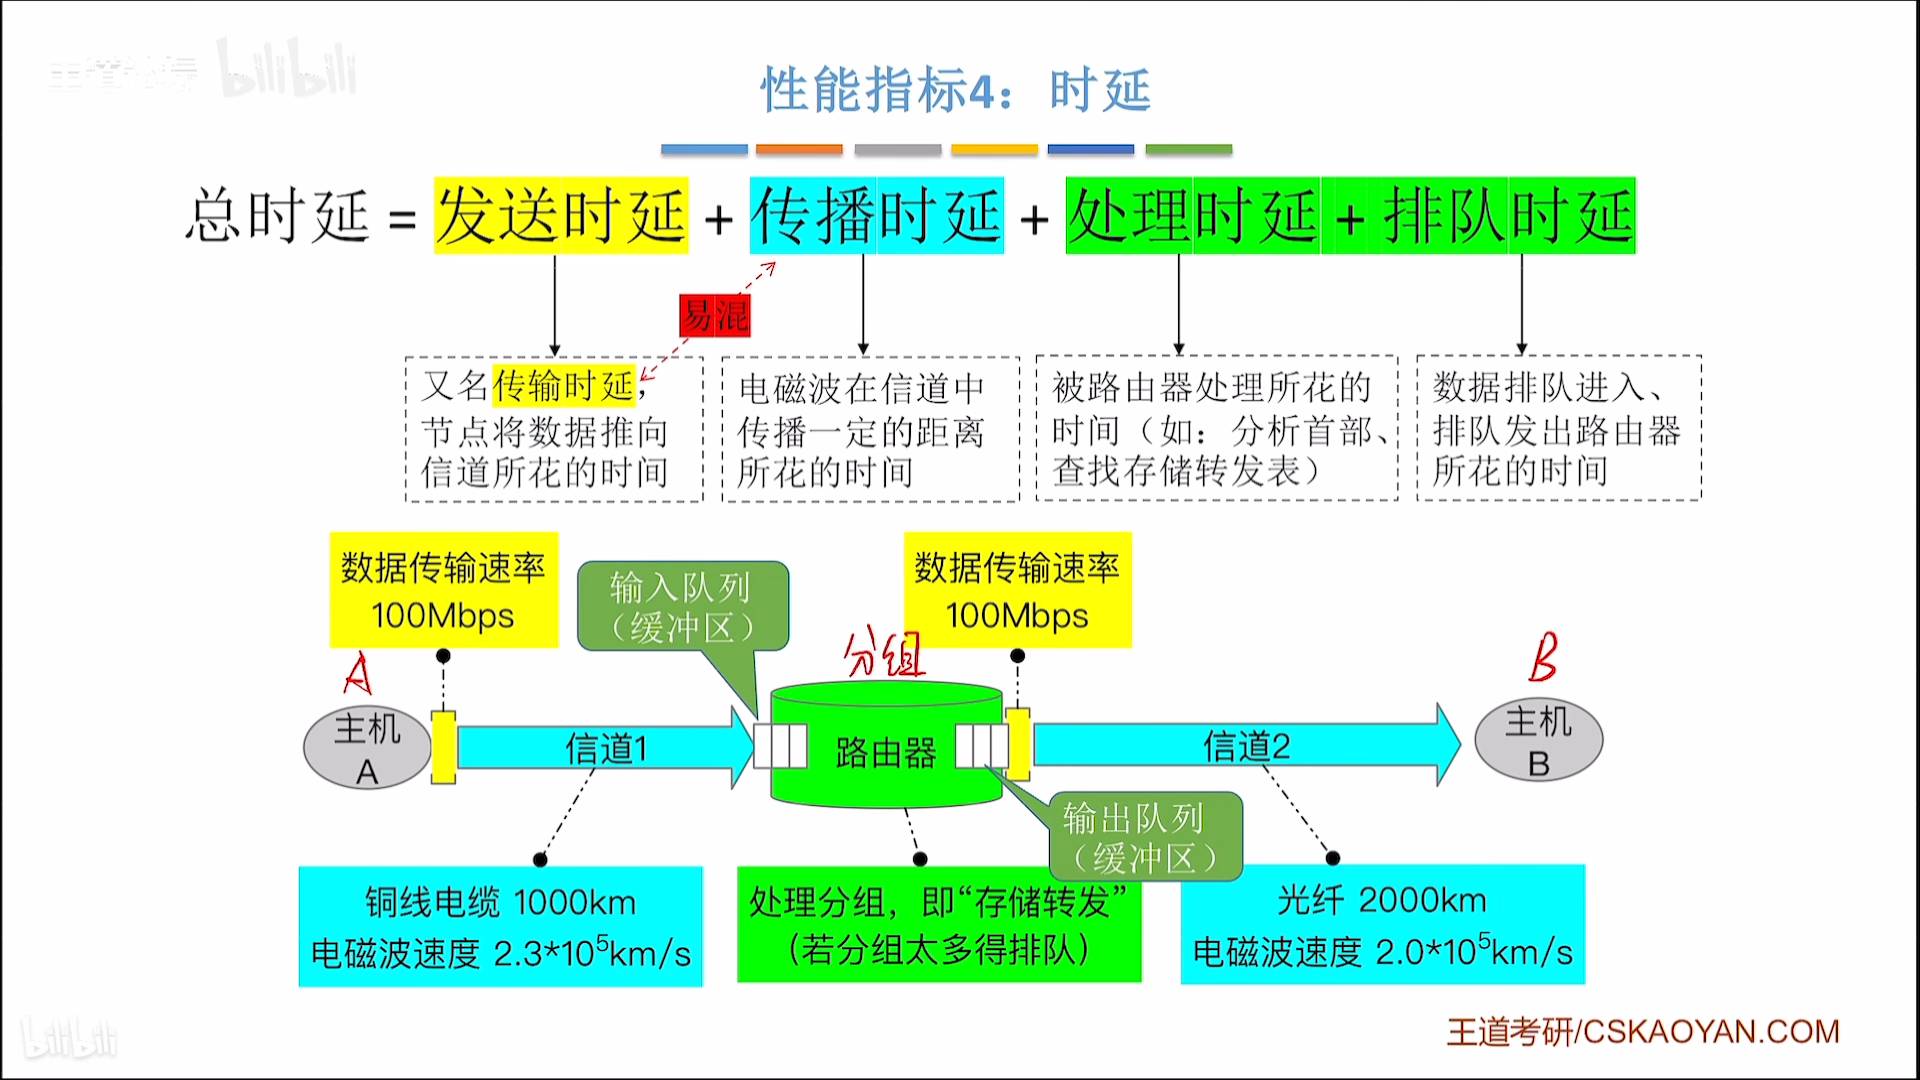 bilibili
性能指标4：时延
总时延 = 发送时延 + 传播时延 + 处理时延 + 排队时延
易混
又名传输时延，
节点将数据推向
信道所花的时间
电磁波在信道中
传播一定的距离
所花的时间
被路由器处理所花的
时间（如：分析首部、
查找存储转发表）
数据排队进入、
排队发出路由器
所花的时间
数据传输速率
100Mbps
输入队列
（缓冲区）
数据传输速率
100Mbps
A
分组
B
主机
A
信道1
路由器
信道2
主机
B
输出队列
（缓冲区）
铜线电缆 1000km
电磁波速度 2.3*10⁵km/s
处理分组，即“存储转发”
（若分组太多得排队）
光纤 2000km
电磁波速度 2.0*10⁵km/s
bilibili
王道考研/CSKAOYAN.COM